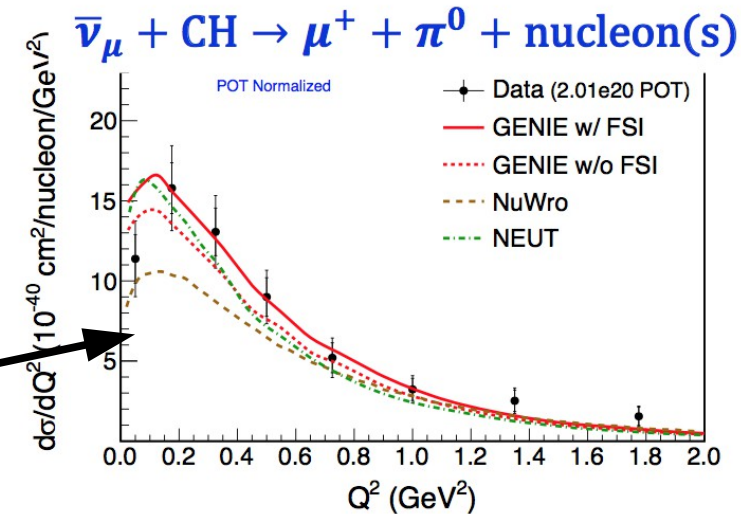 ν̄_μ + CH → μ⁺ + π⁰ + nucleon(s)
POT Normalized
Data (2.01e20 POT)
GENIE w/ FSI
GENIE w/o FSI
NuWro
NEUT
dσ/dQ² (10⁻⁴⁰ cm²/nucleon/GeV²)
20
15
10
5
0.0 0.2 0.4 0.6 0.8 1.0 1.2 1.4 1.6 1.8 2.0
Q² (GeV²)